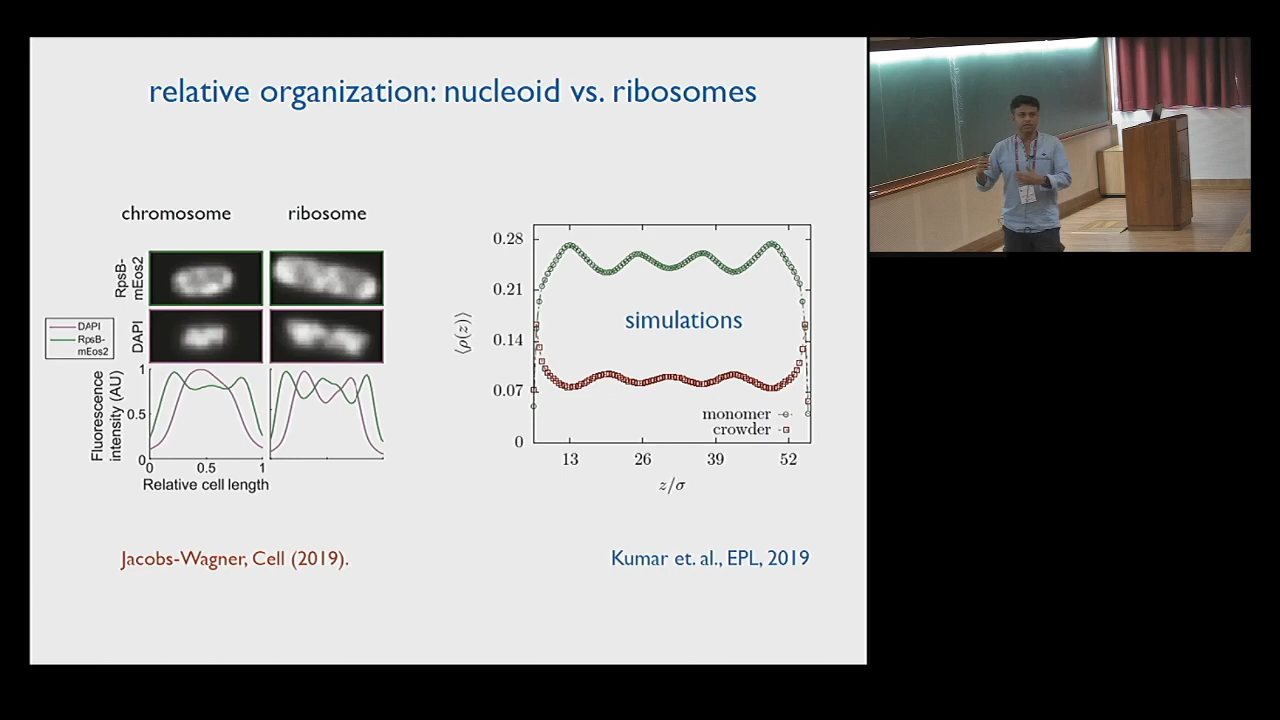 relative organization: nucleoid vs. ribosomes
chromosome
ribosome
RpsB-
mEos2
DAPI
DAPI
RpsB-
mEos2
Fluorescence
intensity (AU)
1
0.5
0
0
0.5
1
Relative cell length
Jacobs-Wagner, Cell (2019).
0.28
0.21
0.14
0.07
0
⟨ρ(z)⟩
simulations
monomer
crowder
13
26
39
52
z/σ
Kumar et. al., EPL, 2019